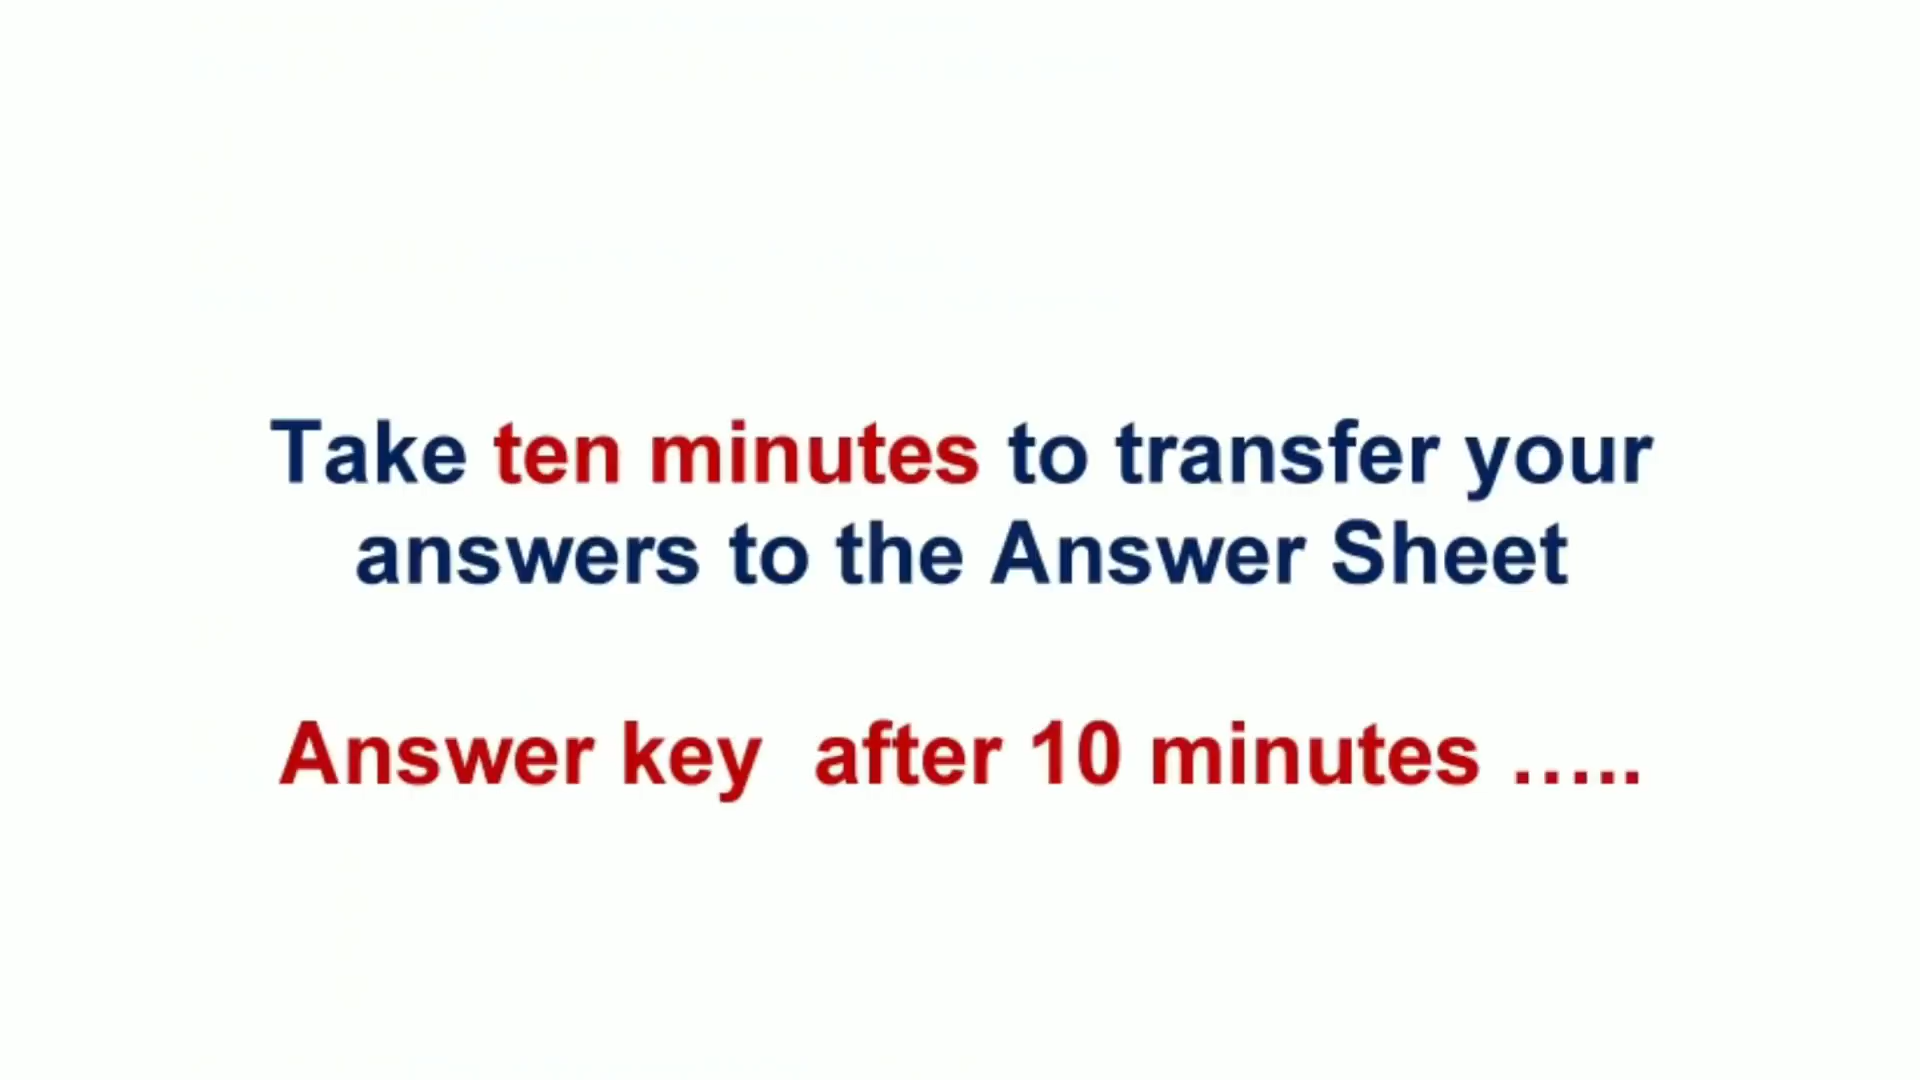 Take ten minutes to transfer your
answers to the Answer Sheet
Answer key  after 10 minutes …..